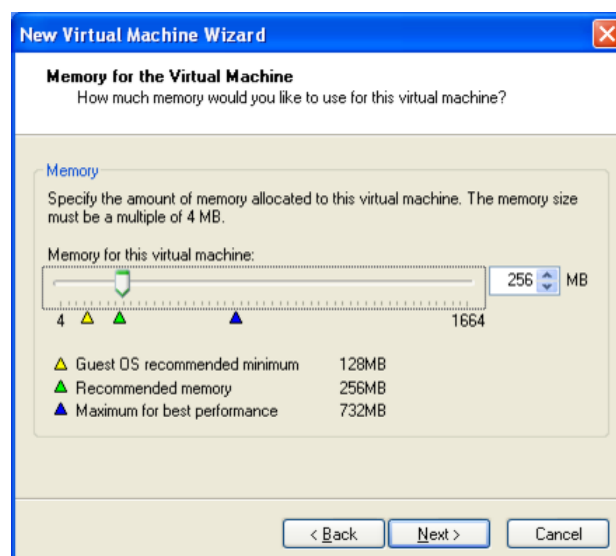 New Virtual Machine Wizard
Memory for the Virtual Machine
How much memory would you like to use for this virtual machine?
Memory
Specify the amount of memory allocated to this virtual machine. The memory size
must be a multiple of 4 MB.
Memory for this virtual machine:
256 MB
4 1664
Guest OS recommended minimum 128MB
Recommended memory 256MB
Maximum for best performance 732MB
< Back Next > Cancel